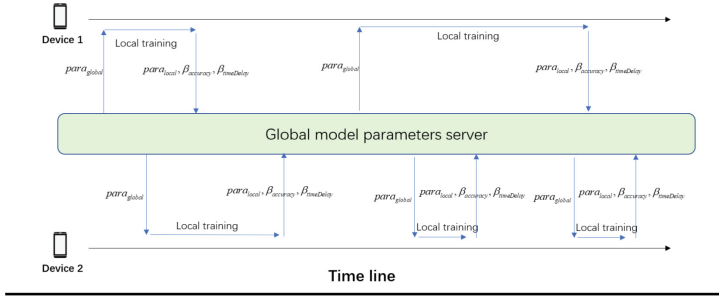 Device 1
Local training
Local training
para_global
para_local, β_accuracy, β_timeDelay
para_global
para_local, β_accuracy, β_timeDelay
Global model parameters server
para_global
para_local, β_accuracy, β_timeDelay
para_global
para_local, β_accuracy, β_timeDelay
para_global
para_local, β_accuracy, β_timeDelay
Local training
Local training
Local training
Device 2
Time line